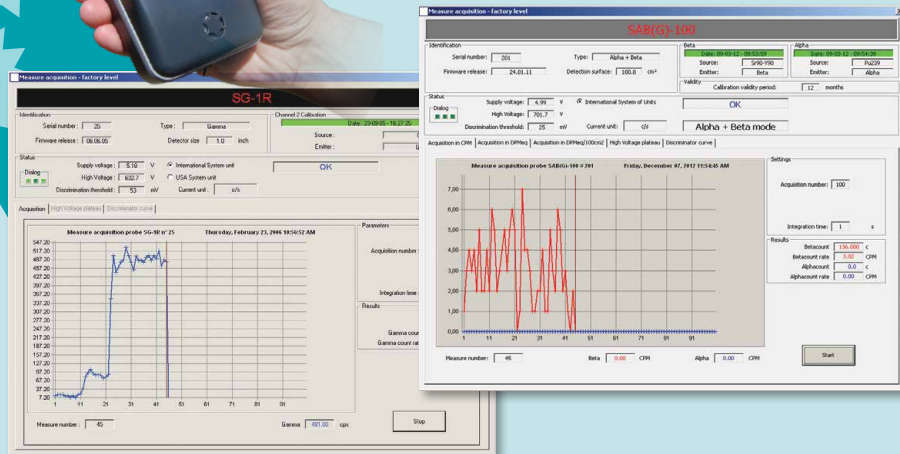 Measure acquisition - factory level
SAB(G)-100
Identification
Serial number: 201
Type: Alpha + Beta
Firmware release: 24.01.11
Detection surface: 100.0 cm²
Beta
Date: 09-03-12 - 09:53:59
Source: Sr90-Y90
Emitter: Beta
Alpha
Date: 09-03-12 - 09:54:39
Source: Pu239
Emitter: Alpha
Validity
Calibration validity period: 12 months
Status
Dialog
Supply voltage: 4.99 V
International System of Units
High Voltage: 701.7 V
Discrimination threshold: 25 mV
Current unit: c/s
OK
Alpha + Beta mode
Acquisition in CPM
Acquisition in DPMeq
Acquisition in DPMeq/100cm2
High Voltage plateau
Discriminator curve
Measure acquisition probe SAB(G)-100 # 201
Friday, December 07, 2012 11:54:45 AM
7,00
6,00
5,00
4,00
3,00
2,00
1,00
0,00
1 11 21 31 41 51 61 71 81 91
Measure number: 45
Beta 0.00 CPM
Alpha 0.00 CPM
Settings
Acquisition number: 100
Integration time: 1 s
Results
Betacount 136.000 c
Betacount rate 3.02 CPM
Alphacount 0.0 c
Alphacount rate 0.00 CPM
Start
Measure acquisition - factory level
SG-1R
Identification
Serial number: 25
Type: Gamma
Firmware release: 06.06.05
Detector size 1.0 inch
Channel 2 Calibration
Date: 23-09-05 - 16:27:25
Source:
Emitter:
Status
Dialog
Supply voltage: 5.18 V
International System unit
High Voltage: 632.7 V
USA System unit
Discrimination threshold: 53 mV
Current unit: c/s
OK
Acquisition
High Voltage plateau
Discriminator curve
Measure acquisition probe SG-1R n° 25
Thursday, February 23, 2006 10:56:52 AM
547.20
517.20
487.20
457.20
427.20
397.20
367.20
337.20
307.20
277.20
247.20
217.20
187.20
157.20
127.20
97.20
67.20
37.20
7.20
1 11 21 31 41 51 61 71 81 91
Measure number: 45
Gamma 481.00 cps
Parameters
Acquisition number
Integration time
Results
Gamma
Gamma count
Stop